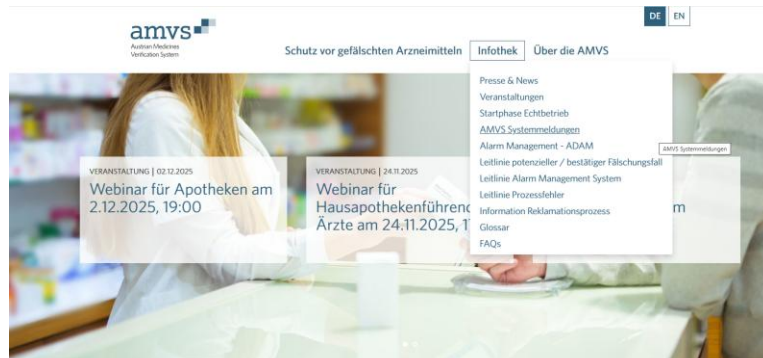 DE EN
amvs
Austrian Medicines
Verification System
Schutz vor gefälschten Arzneimitteln Infothek Über die AMVS
Presse & News
Veranstaltungen
Startphase Echtbetrieb
AMVS Systemmeldungen
Alarm Management - ADAM
AMVS Systemmeldungen
Leitlinie potenzieller / bestätiger Fälschungsfall
Leitlinie Alarm Management System
Leitlinie Prozessfehler
Information Reklamationsprozess
Glossar
FAQs
VERANSTALTUNG | 02.12.2025
Webinar für Apotheken am
2.12.2025, 19:00
VERANSTALTUNG | 24.11.2025
Webinar für
Hausapothekenführend
Ärzte am 24.11.2025, 1
m